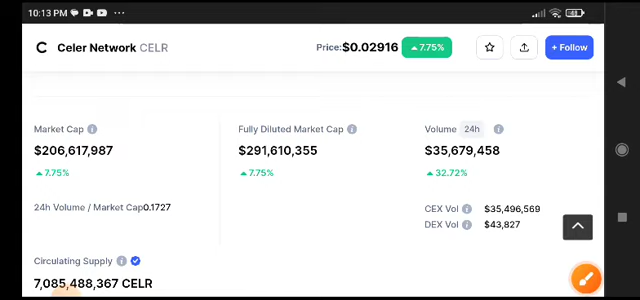 10:13 PM
Celer Network CELR
Price:$0.02916 7.75%
+ Follow
Market Cap
$206,617,987
7.75%
24h Volume / Market Cap0.1727
Fully Diluted Market Cap
$291,610,355
7.75%
Volume 24h
$35,679,458
32.72%
CEX Vol $35,496,569
DEX Vol $43,827
Circulating Supply
7,085,488,367 CELR